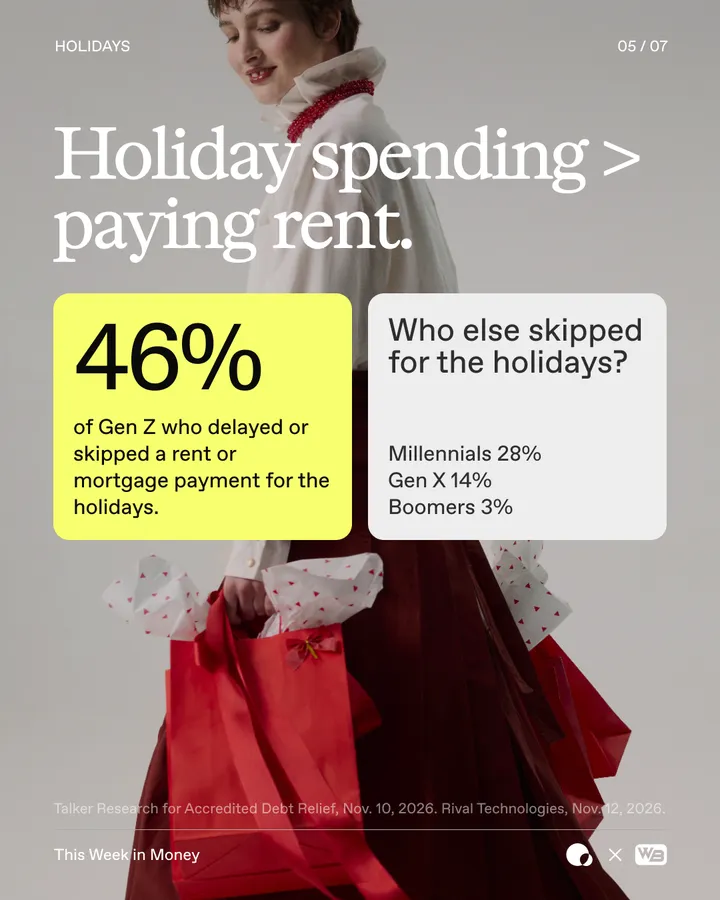 HOLIDAYS
05 / 07
Holiday spending >
paying rent.
46%
of Gen Z who delayed or
skipped a rent or
mortgage payment for the
holidays.
Who else skipped
for the holidays?
Millennials 28%
Gen X 14%
Boomers 3%
Talker Research for Accredited Debt Relief, Nov. 10, 2026. Rival Technologies, Nov. 12, 2026.
This Week in Money
WB